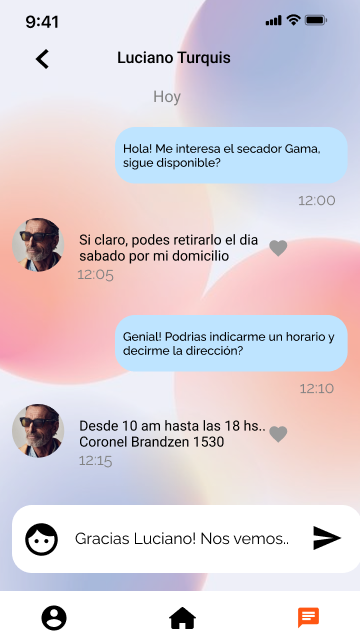 9:41
Luciano Turquis
Hoy
Hola! Me interesa el secador Gama,
sigue disponible?
12:00
Si claro, podes retirarlo el dia
sabado por mi domicilio
12:05
Genial! Podrias indicarme un horario y
decirme la dirección?
12:10
Desde 10 am hasta las 18 hs..
Coronel Brandzen 1530
12:15
Gracias Luciano! Nos vemos..